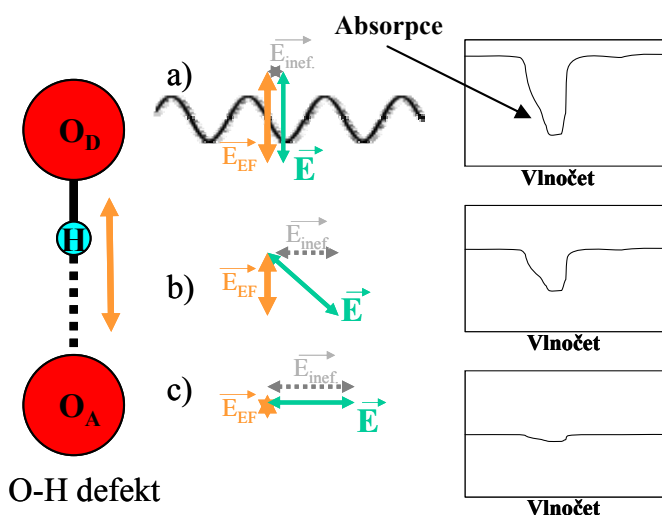 Absorpce
a)
E inef.
E EF
E
Vlnočet
O D
H
O A
O-H defekt
b)
E inef.
E EF
E
Vlnočet
c)
E inef.
E EF
E
Vlnočet